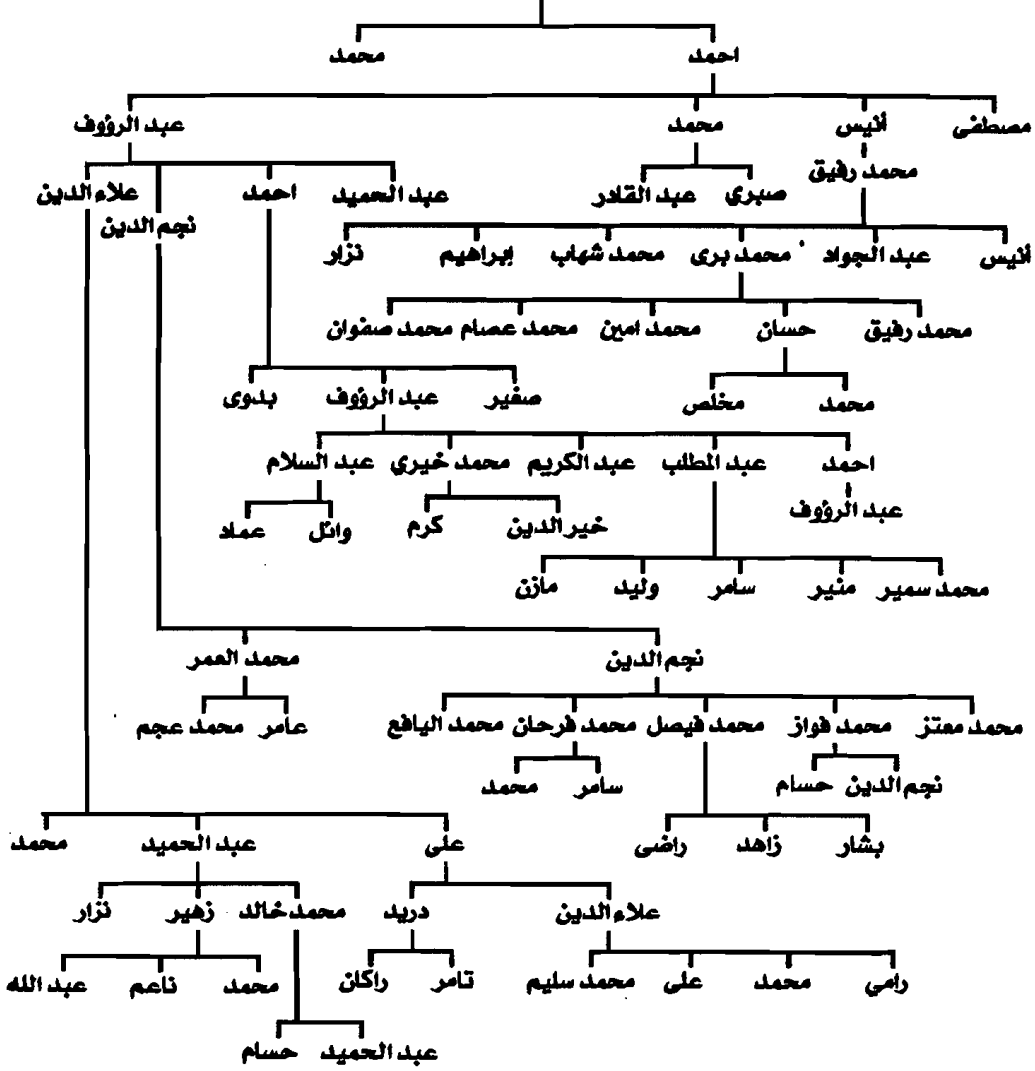 احمد محمد
مصطفى أنيس محمد عبد الرؤوف
محمد رفيق
صبري عبد القادر عبد الحميد احمد علاء الدين
نجم الدين
أنيس عبد الجواد محمد برى محمد شهاب إبراهيم نزار
محمد رفيق حسان محمد امين محمد عصام محمد صفوان
محمد مخلص صفير عبد الرؤوف بدوى
احمد عبد المطلب عبد الكريم محمد خيري عبد السلام
عبد الرؤوف
خير الدين كرم وائل عماد
محمد سمير منير سامر وليد مازن
نجم الدين محمد العمر
محمد معتز محمد فواز محمد فيصل محمد فرحان محمد اليافع عامر محمد عجم
نجم الدين حسام سامر محمد
بشار زاهد راضى على عبد الحميد محمد
علاء الدين دريد محمد خالد زهير نزار
رامي محمد على محمد سليم تامر راكان محمد ناعم عبد الله
عبد الحميد حسام